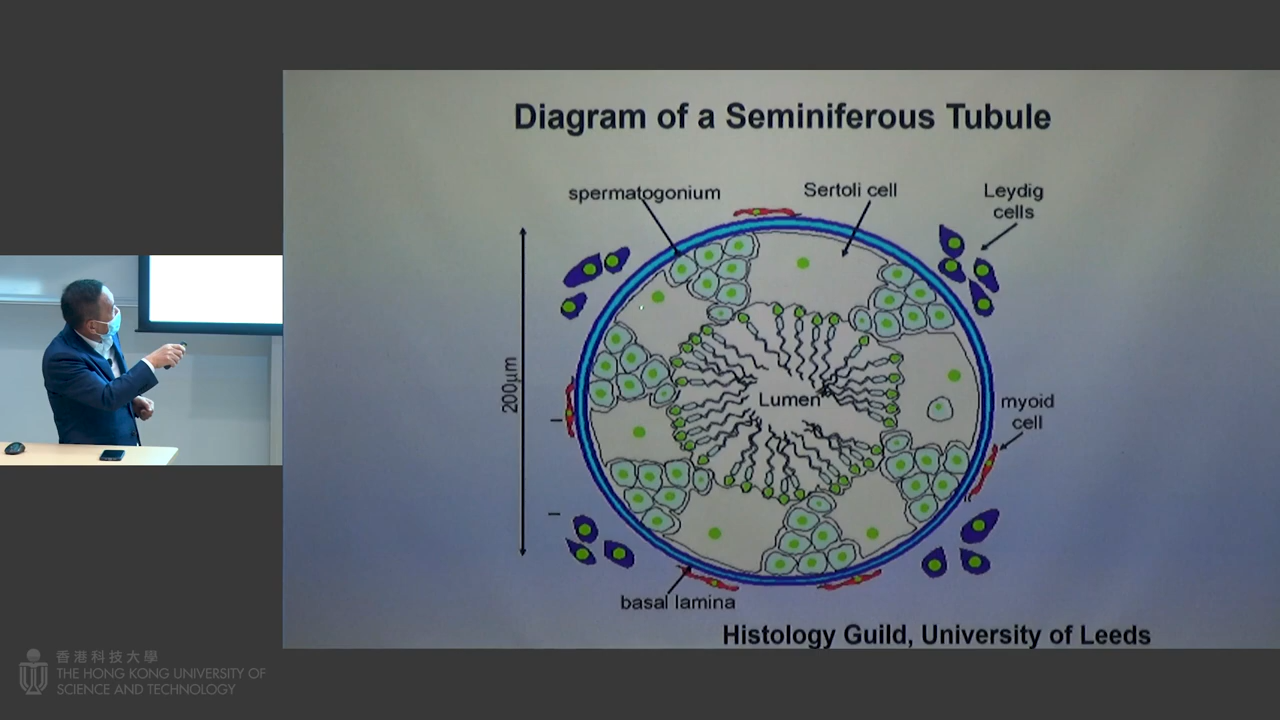 Diagram of a Seminiferous Tubule
spermatogonium
Sertoli cell
Leydig
cells
200μm
Lumen
myoid
cell
basal lamina
Histology Guild, University of Leeds
香港科技大學
THE HONG KONG UNIVERSITY OF
SCIENCE AND TECHNOLOGY